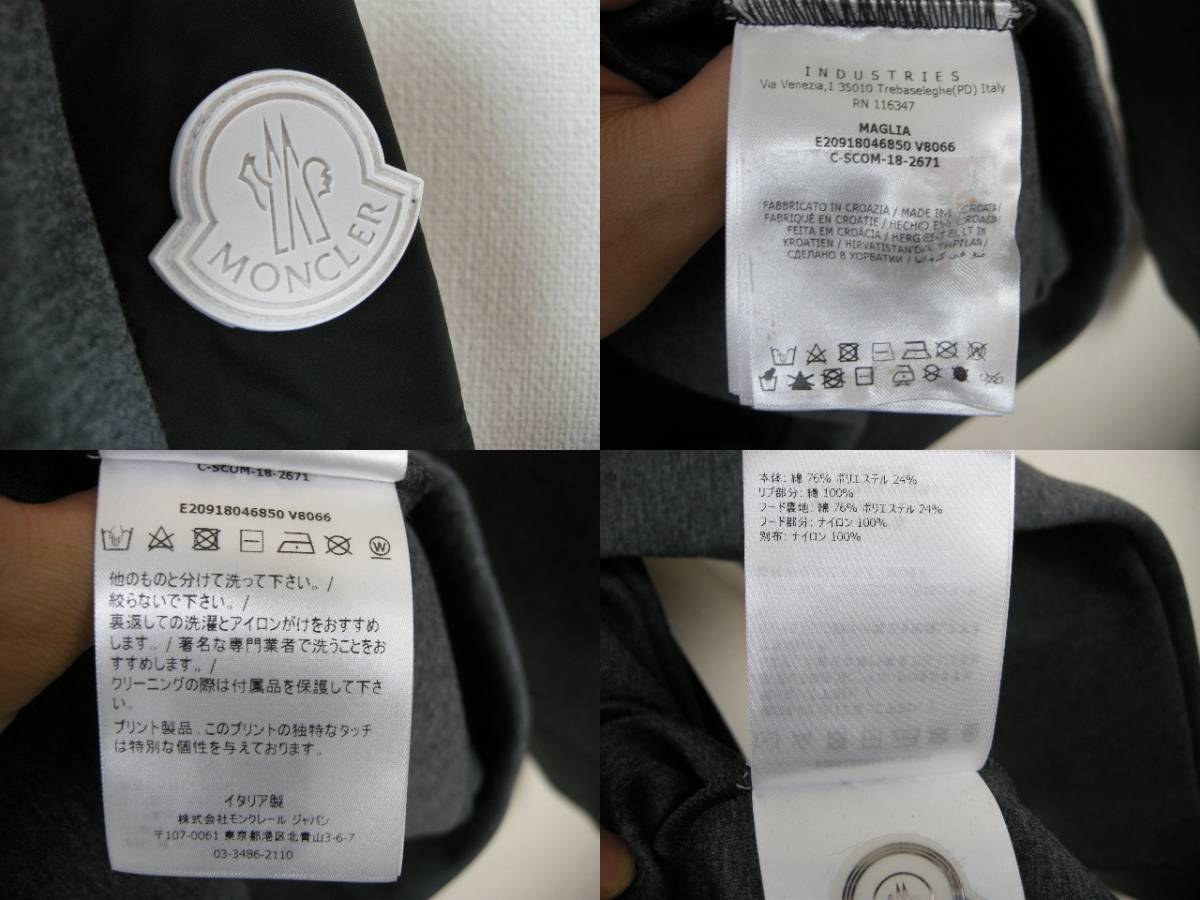 MONCLER
INDUSTRIES
Via Venezia,1 35010 Trebaseleghe(PD) Italy
RN 116347
MAGLIA
E20918046850 V8066
C-SCOM-18-2671
FABBRICATO IN CROAZIA / MADE IN CROATIA/
FABRIQUÉ EN CROATIE / HECHO EN CROACIA/
FEITA EM CROÁCIA / HERGESTELLT IN
KROATIEN / HIRVATISTAN'DA YAPILAN/
СДЕЛАНО В ХОРВАТИИ /
C-SCOM-18-2671
E20918046850 V8066
W
他のものと分けて洗って下さい。/
絞らないで下さい。/
裏返しての洗濯とアイロンがけをおすすめ
します。/ 著名な専門業者で洗うことをお
すすめします。/
クリーニングの際は付属品を保護して下さ
い。
プリント製品。このプリントの独特なタッチ
は特別な個性を与えております。
イタリア製
株式会社モンクレール ジャパン
〒107-0061 東京都港区北青山3-6-7
03-3486-2110
本体: 綿 76% ポリエステル 24%
リブ部分: 綿 100%
フード裏地: 綿 76% ポリエステル 24%
フード部分: ナイロン 100%
別布: ナイロン 100%